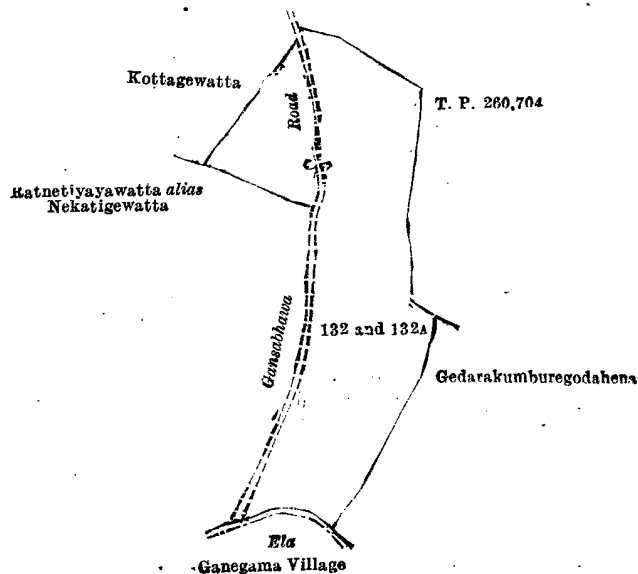 Kottagewatta
Road
T. P. 260,704
Ratnetiyayawatta alias
Nekatigewatta
Gansabhawa
132 and 132A
Gedarakumburegodahena
Ela
Ganegama Village